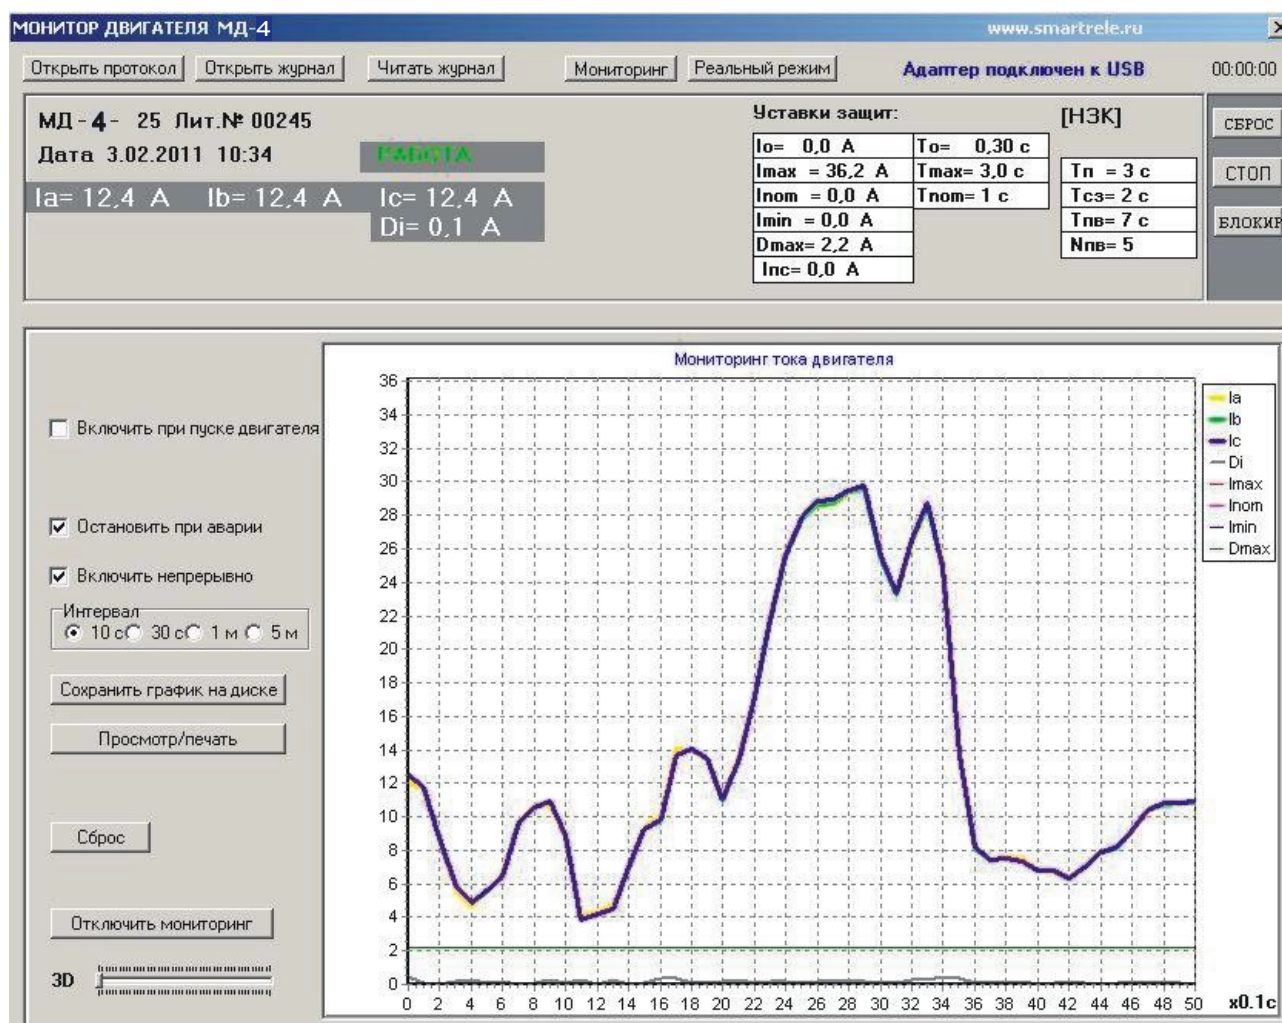 МОНИТОР ДВИГАТЕЛЯ МД-4 www.smartrele.ru
Открыть протокол Открыть журнал Читать журнал Мониторинг Реальный режим Адаптер подключен к USB 00:00:00
МД - 4 - 25 Лит.№ 00245
Дата 3.02.2011 10:34 РАБОТА
Ia= 12,4 A Ib= 12,4 A Ic= 12,4 A
Di= 0,1 A
Уставки защит: [НЗК]
Io= 0,0 A To= 0,30 c
Imax = 36,2 A Tmax= 3,0 c Тп = 3 с
Inom = 0,0 A Tnom= 1 c Тсз= 2 с
Imin = 0,0 A Тпв= 7 с
Dmax= 2,2 A Nпв= 5
Inc= 0,0 A
СБРОС
СТОП
БЛОКИР
Включить при пуске двигателя
Остановить при аварии
Включить непрерывно
Интервал
10 с 30 с 1 м 5 м
Сохранить график на диске
Просмотр/печать
Сброс
Отключить мониторинг
3D
Мониторинг тока двигателя
36
34
32
30
28
26
24
22
20
18
16
14
12
10
8
6
4
2
0
0 2 4 6 8 10 12 14 16 18 20 22 24 26 28 30 32 34 36 38 40 42 44 46 48 50 x0.1c
Ia
Ib
Ic
Di
Imax
Inom
Imin
Dmax